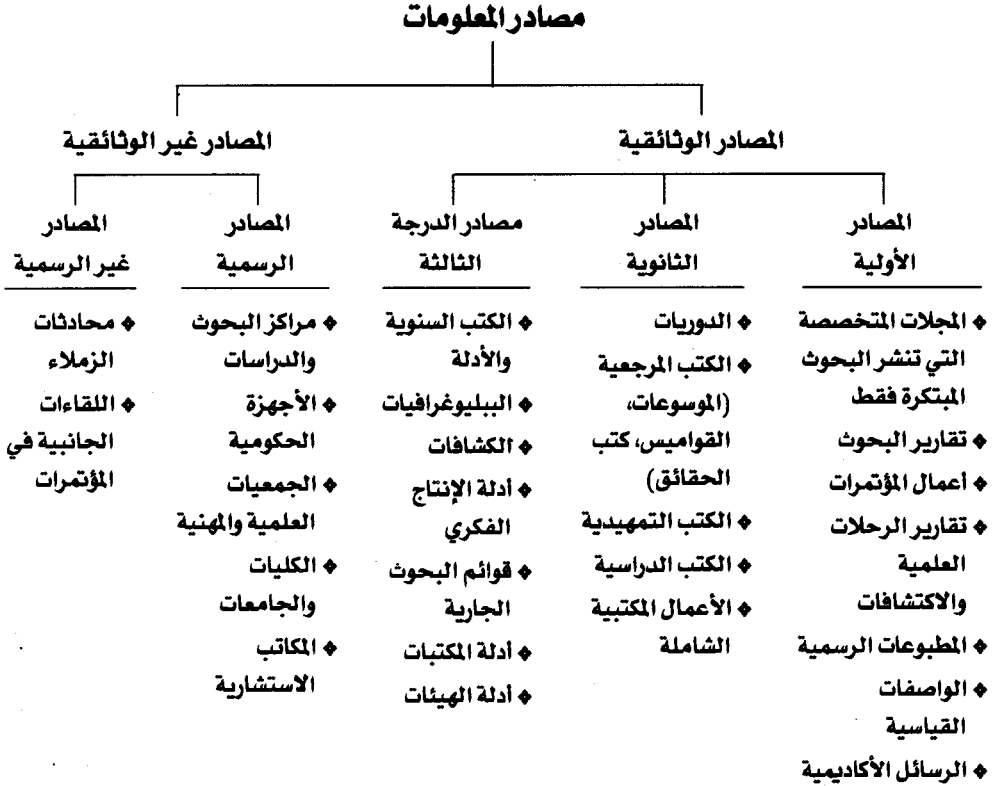 مصادر المعلومات
المصادر الوثائقية
المصادر غير الوثائقية
المصادر
الأولية
❖ المجلات المتخصصة
التي تنشر البحوث
المبتكرة فقط
❖ تقارير البحوث
❖ أعمال المؤتمرات
❖ تقارير الرحلات
العلمية
والاكتشافات
❖ المطبوعات الرسمية
❖ الواصفات
القياسية
❖ الرسائل الأكاديمية
المصادر
الثانوية
❖ الدوريات
❖ الكتب المرجعية
(الموسوعات،
القواميس، كتب
الحقائق)
❖ الكتب التمهيدية
❖ الكتب الدراسية
❖ الأعمال المكتبية
الشاملة
مصادر الدرجة
الثالثة
❖ الكتب السنوية
والأدلة
❖ الببليوغرافيات
❖ الكشافات
❖ أدلة الإنتاج
الفكري
❖ قوائم البحوث
الجارية
❖ أدلة المكتبات
❖ أدلة الهيئات
المصادر
الرسمية
❖ مراكز البحوث
والدراسات
❖ الأجهزة
الحكومية
❖ الجمعيات
العلمية والمهنية
❖ الكليات
والجامعات
❖ المكاتب
الاستشارية
المصادر
غير الرسمية
❖ محادثات
الزملاء
❖ اللقاءات
الجانبية في
المؤتمرات